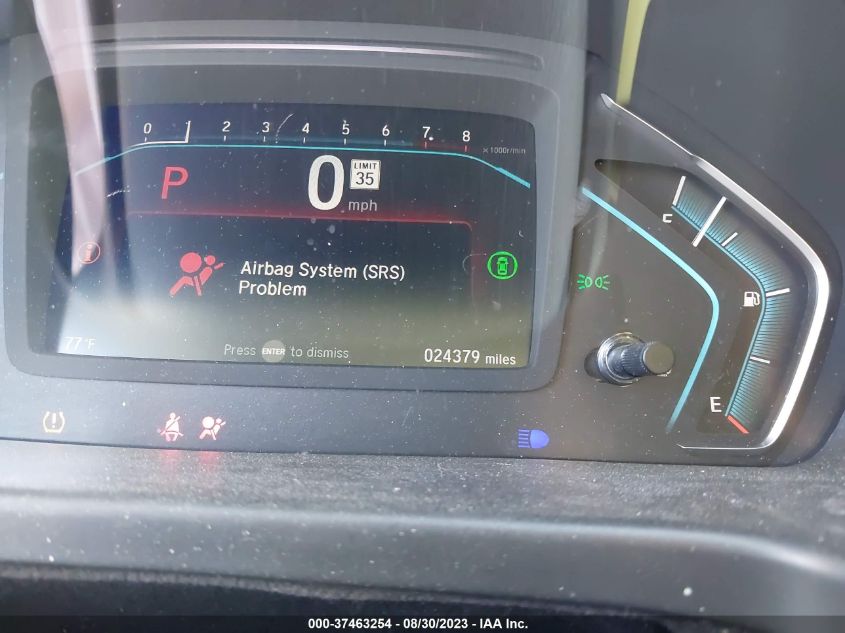 0 1 2 3 4 5 6 7 8
×1000r/min
P 0 LIMIT
35
mph
Airbag System (SRS)
Problem
77°F
Press ENTER to dismiss
024379 miles
F
E
000-37463254 - 08/30/2023 - IAA Inc.